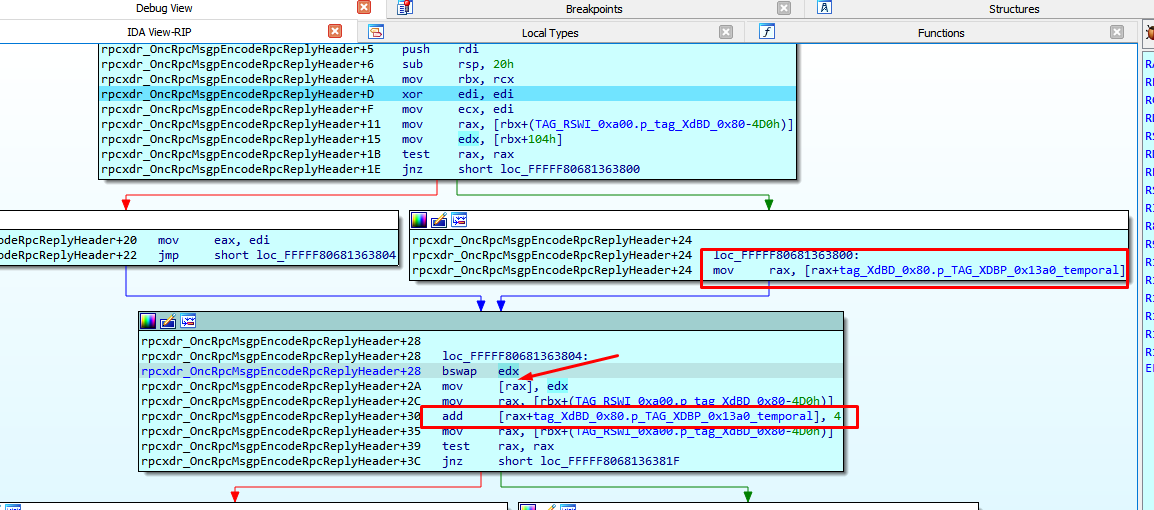 Debug View
Breakpoints
Structures
IDA View-RIP
Local Types
Functions
rpcxdr_OncRpcMsgpEncodeRpcReplyHeader+5 push rdi
rpcxdr_OncRpcMsgpEncodeRpcReplyHeader+6 sub rsp, 20h
rpcxdr_OncRpcMsgpEncodeRpcReplyHeader+A mov rbx, rcx
rpcxdr_OncRpcMsgpEncodeRpcReplyHeader+D xor edi, edi
rpcxdr_OncRpcMsgpEncodeRpcReplyHeader+F mov ecx, edi
rpcxdr_OncRpcMsgpEncodeRpcReplyHeader+11 mov rax, [rbx+(TAG_RSWI_0xa00.p_tag_XdBD_0x80-4D0h)]
rpcxdr_OncRpcMsgpEncodeRpcReplyHeader+15 mov edx, [rbx+104h]
rpcxdr_OncRpcMsgpEncodeRpcReplyHeader+1B test rax, rax
rpcxdr_OncRpcMsgpEncodeRpcReplyHeader+1E jnz short loc_FFFFF80681363800
codeRpcReplyHeader+20 mov eax, edi
codeRpcReplyHeader+22 jmp short loc_FFFFF80681363804
rpcxdr_OncRpcMsgpEncodeRpcReplyHeader+24
rpcxdr_OncRpcMsgpEncodeRpcReplyHeader+24 loc_FFFFF80681363800:
rpcxdr_OncRpcMsgpEncodeRpcReplyHeader+24 mov rax, [rax+tag_XdBD_0x80.p_TAG_XDBP_0x13a0_temporal]
rpcxdr_OncRpcMsgpEncodeRpcReplyHeader+28
rpcxdr_OncRpcMsgpEncodeRpcReplyHeader+28 loc_FFFFF80681363804:
rpcxdr_OncRpcMsgpEncodeRpcReplyHeader+28 bswap edx
rpcxdr_OncRpcMsgpEncodeRpcReplyHeader+2A mov [rax], edx
rpcxdr_OncRpcMsgpEncodeRpcReplyHeader+2C mov rax, [rbx+(TAG_RSWI_0xa00.p_tag_XdBD_0x80-4D0h)]
rpcxdr_OncRpcMsgpEncodeRpcReplyHeader+30 add [rax+tag_XdBD_0x80.p_TAG_XDBP_0x13a0_temporal], 4
rpcxdr_OncRpcMsgpEncodeRpcReplyHeader+35 mov rax, [rbx+(TAG_RSWI_0xa00.p_tag_XdBD_0x80-4D0h)]
rpcxdr_OncRpcMsgpEncodeRpcReplyHeader+39 test rax, rax
rpcxdr_OncRpcMsgpEncodeRpcReplyHeader+3C jnz short loc_FFFFF8068136381F